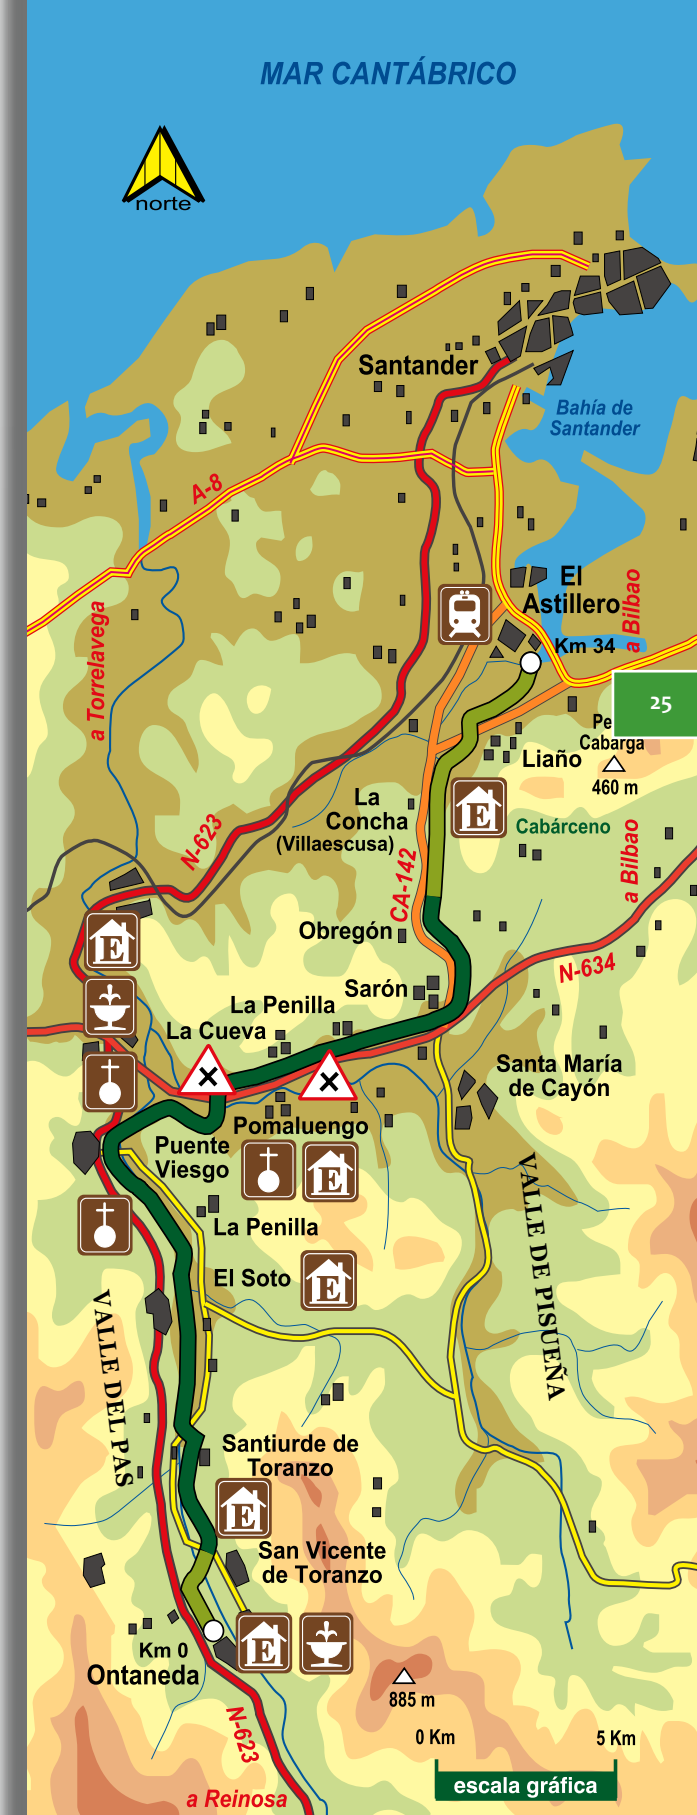 MAR CANTÁBRICO
norte
Santander
Bahía de
Santander
A-8
El
Astillero
a Bilbao
a Torrelavega
Km 34
25
Pe
Cabarga
460 m
Liaño
La
Concha
(Villaescusa)
N-623
Cabárceno
a Bilbao
CA-142
E
Obregón
E
N-634
Sarón
La Penilla
La Cueva
Santa María
de Cayón
Pomaluengo
Puente
Viesgo
E
VALLE DE PISUEÑA
La Penilla
El Soto
E
VALLE DEL PAS
Santiurde de
Toranzo
E
San Vicente
de Toranzo
Km 0
Ontaneda
E
885 m
N-623
0 Km
5 Km
escala gráfica
a Reinosa